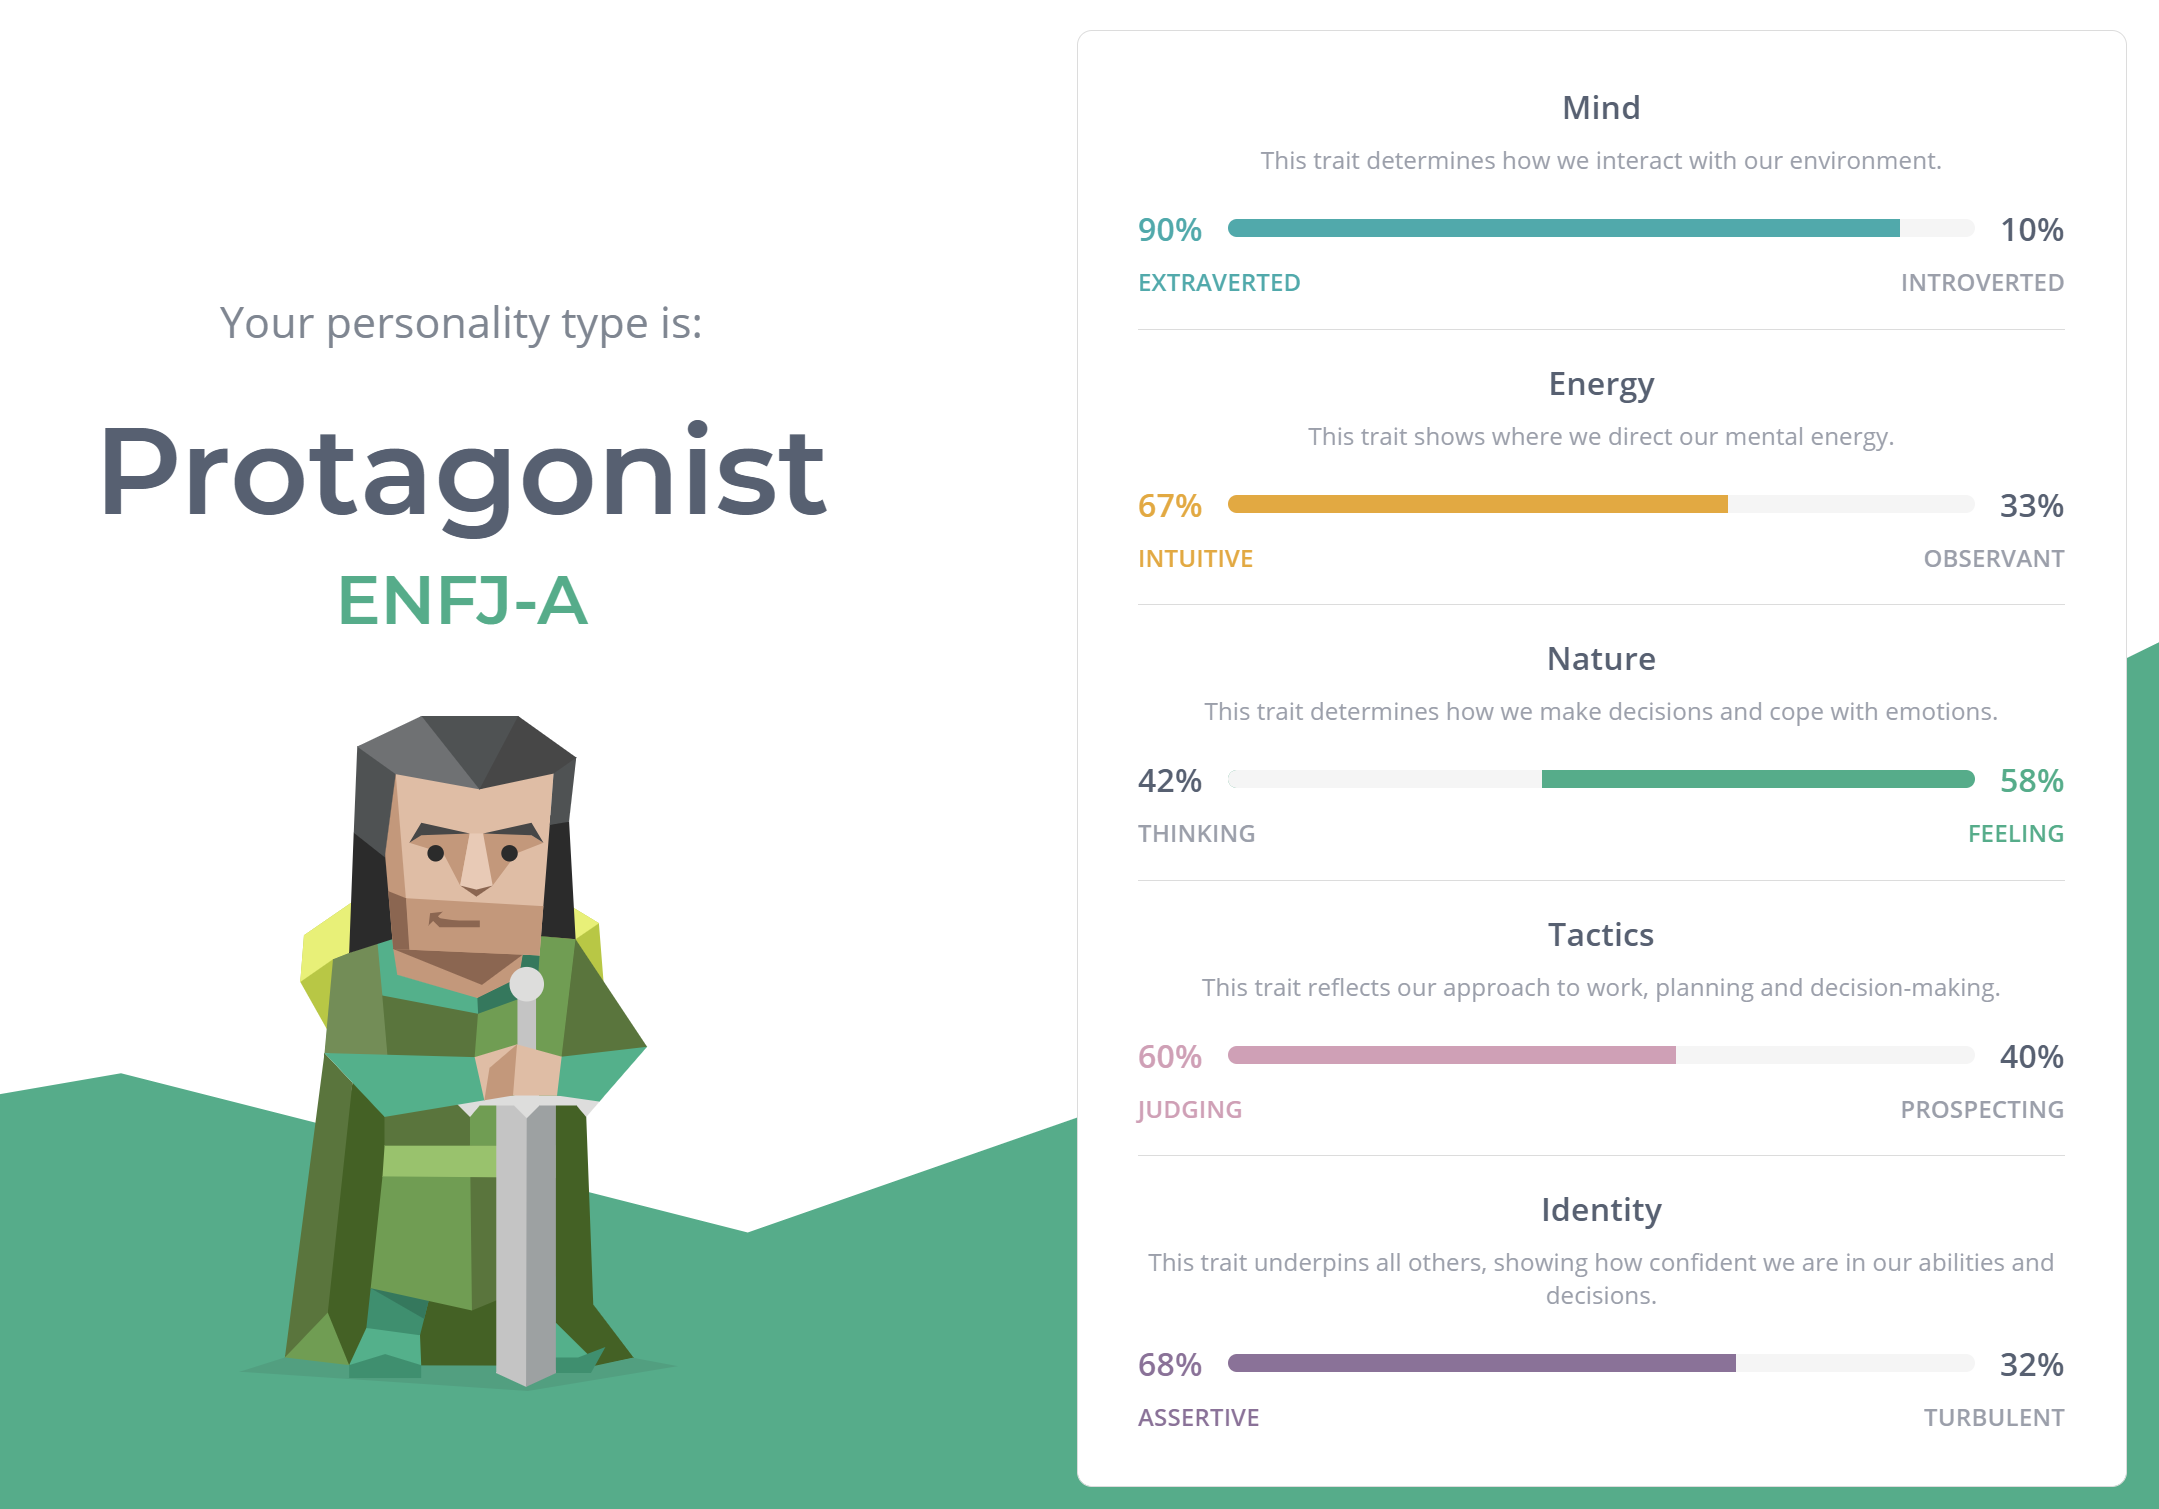 Your personality type is:
Protagonist
ENFJ-A
Mind
This trait determines how we interact with our environment.
90% 10%
EXTRAVERTED INTROVERTED
Energy
This trait shows where we direct our mental energy.
67% 33%
INTUITIVE OBSERVANT
Nature
This trait determines how we make decisions and cope with emotions.
42% 58%
THINKING FEELING
Tactics
This trait reflects our approach to work, planning and decision-making.
60% 40%
JUDGING PROSPECTING
Identity
This trait underpins all others, showing how confident we are in our abilities and
decisions.
68% 32%
ASSERTIVE TURBULENT